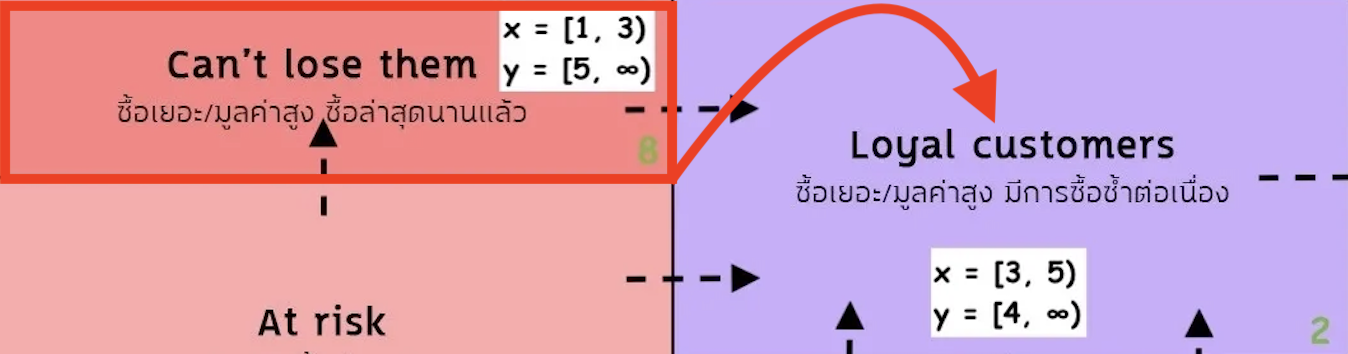 Can't lose them
x = [1, 3)
y = [5, ∞)
ซื้อเยอะ/มูลค่าสูง ซื้อล่าสุดนานแล้ว
8
Loyal customers
ซื้อเยอะ/มูลค่าสูง มีการซื้อซ้ำต่อเนื่อง
x = [3, 5)
y = [4, ∞)
2
At risk